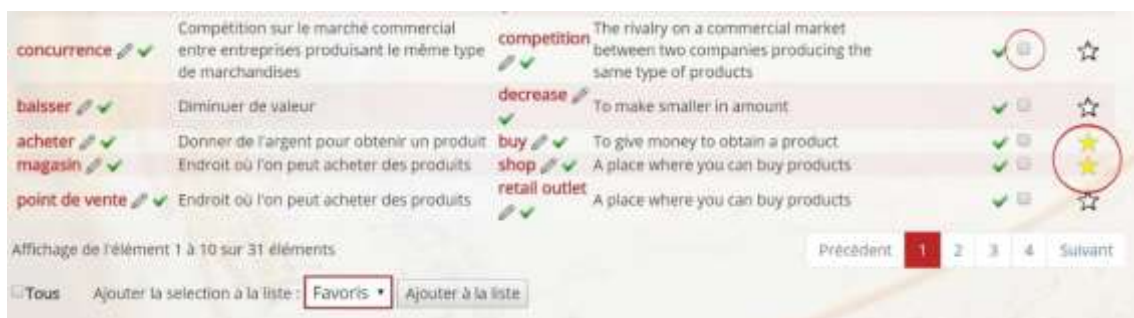 Compétition sur le marché commercial
entre entreprises produisant le même type
de marchandises
concurrence
competition
The rivalry on a commercial market
between two companies producing the
same type of products
baisser
Diminuer de valeur
decrease
To make smaller in amount
acheter
Donner de l'argent pour obtenir un produit
buy
To give money to obtain a product
magasin
Endroit où l'on peut acheter des produits
shop
A place where you can buy products
point de vente
Endroit où l'on peut acheter des produits
retail outlet
A place where you can buy products
Affichage de l'élément 1 à 10 sur 31 éléments
Précédent 1 2 3 4 Suivant
Tous Ajouter la selection à la liste : Favoris Ajouter à la liste